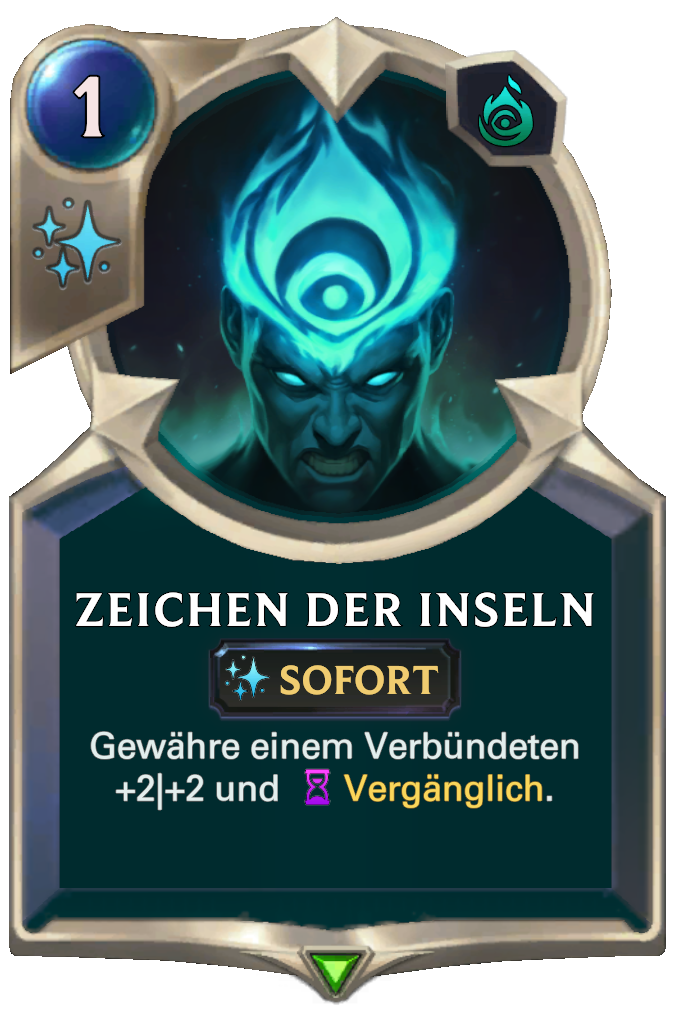 1
ZEICHEN DER INSELN
SOFORT
Gewähre einem Verbündeten
+2|+2 und Vergänglich.